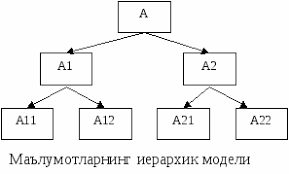 A
A1 A2
A11 A12 A21 A22
Маълумотларнинг иерархик модели